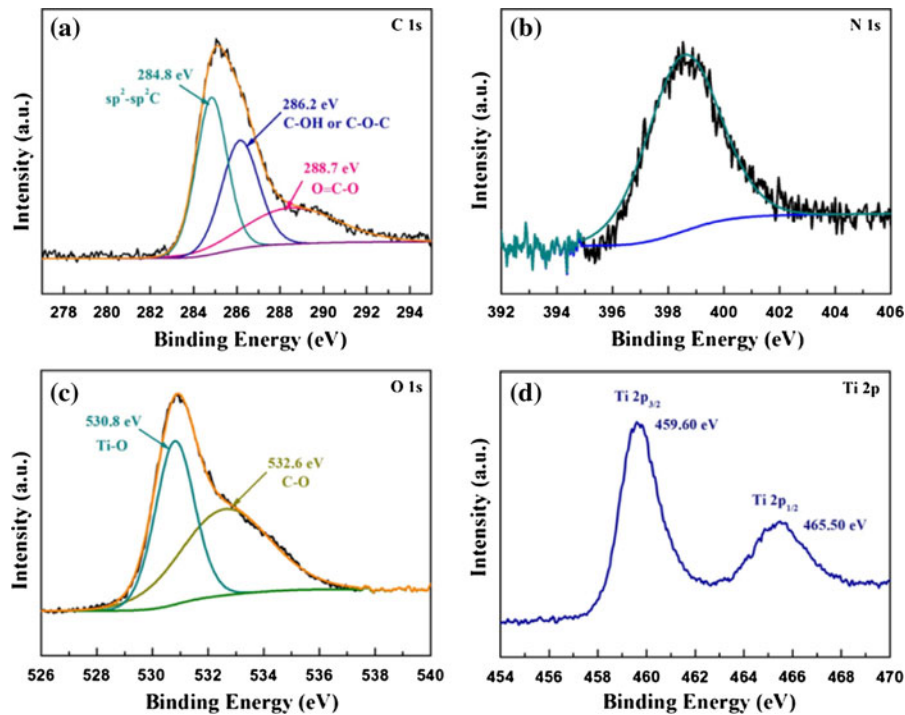 (a)
C 1s
284.8 eV
sp²-sp²C
286.2 eV
C-OH or C-O-C
288.7 eV
O=C-O
Intensity (a.u.)
278 280 282 284 286 288 290 292 294
Binding Energy (eV)
(b)
N 1s
Intensity (a.u.)
392 394 396 398 400 402 404 406
Binding Energy (eV)
(c)
O 1s
530.8 eV
Ti-O
532.6 eV
C-O
Intensity (a.u.)
526 528 530 532 534 536 538 540
Binding Energy (eV)
(d)
Ti 2p
Ti 2p3/2
459.60 eV
Ti 2p1/2
465.50 eV
Intensity (a.u.)
454 456 458 460 462 464 466 468 470
Binding Energy (eV)